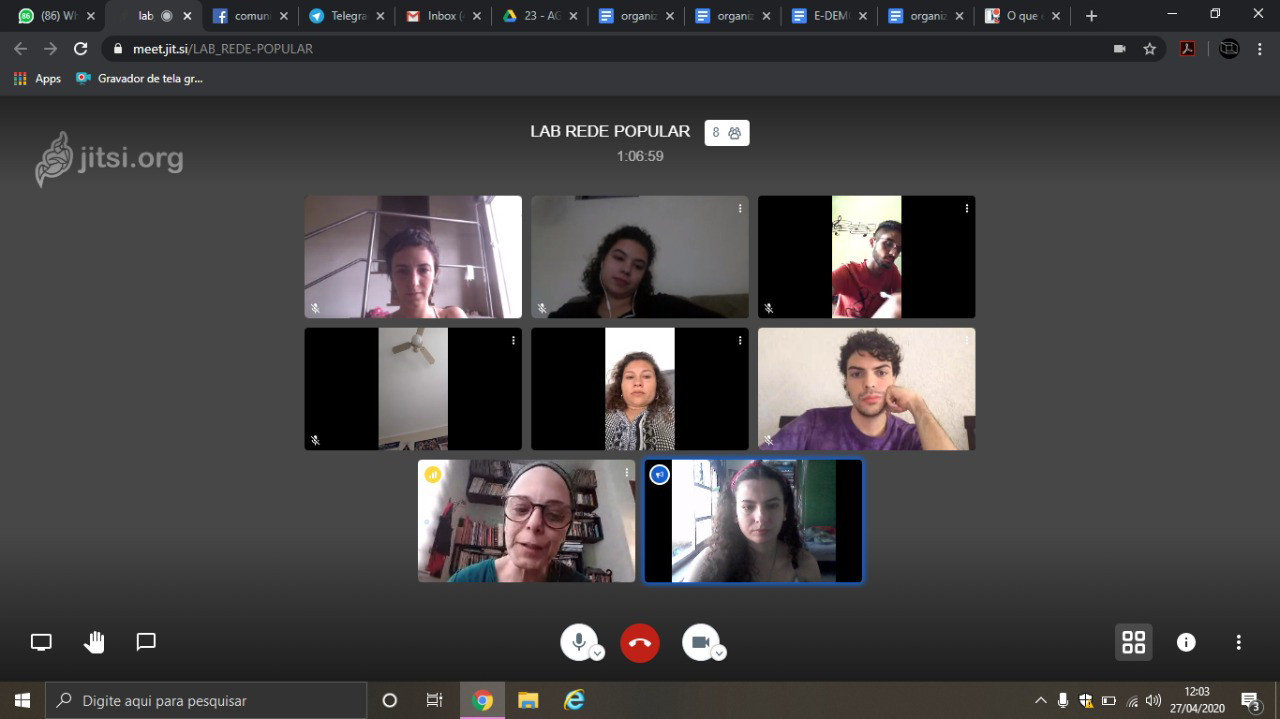 (86) Wh
lab
comuni
Telegra
Inbox (
23 - AG
organiz
organiz
E-DEM
organiz
O que
meet.jit.si/LAB_REDE-POPULAR
Apps
Gravador de tela gr...
jitsi.org
LAB REDE POPULAR
8
1:06:59
Digite aqui para pesquisar
12:03
27/04/2020
3